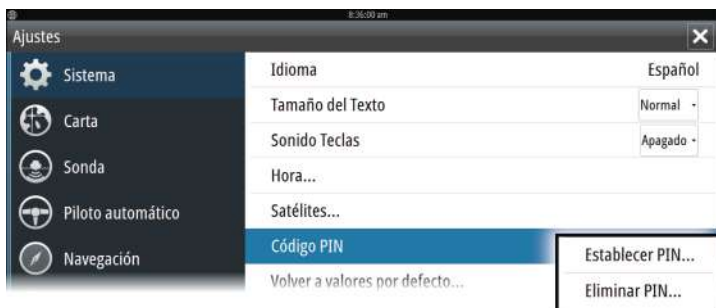 8:36:00 am
Ajustes
Sistema
Carta
Sonda
Piloto automático
Navegación
Idioma Español
Tamaño del Texto Normal
Sonido Teclas Apagado
Hora...
Satélites...
Código PIN
Volver a valores por defecto...
Establecer PIN...
Eliminar PIN...